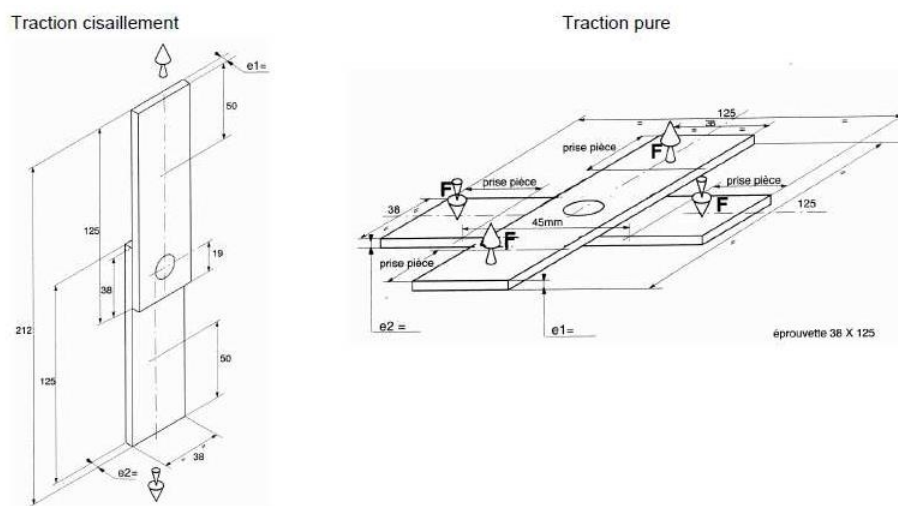 Traction cisaillement
Traction pure
e1=
50
125
212
19
38
125
50
38
e2=
125
38
prise pièce
F
prise pièce
F
F
prise pièce
38
45mm
125
F
prise pièce
e2 =
e1=
éprouvette 38 X 125